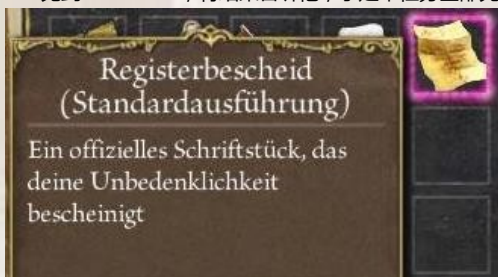 Registerbescheid
(Standardausführung)
Ein offizielles Schriftstück, das
deine Unbedenklichkeit
bescheinigt